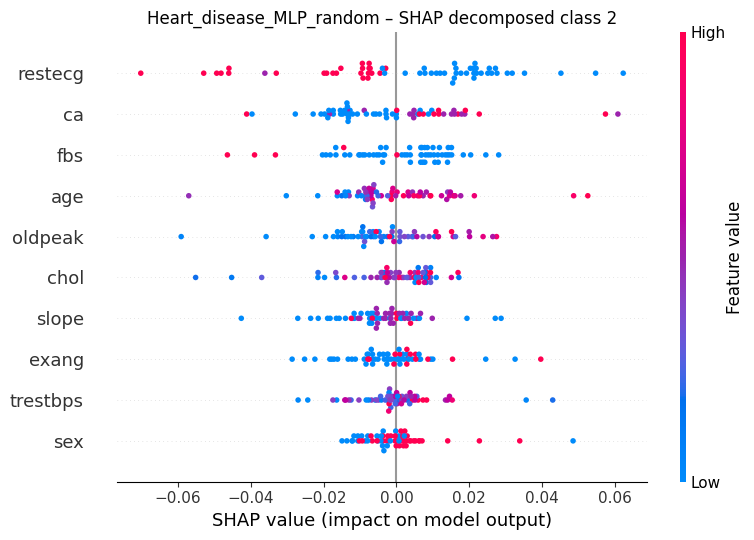 Heart_disease_MLP_random – SHAP decomposed class 2
High
restecg
ca
fbs
age
oldpeak
chol
slope
exang
trestbps
sex
Feature value
Low
−0.06 −0.04 −0.02 0.00 0.02 0.04 0.06
SHAP value (impact on model output)